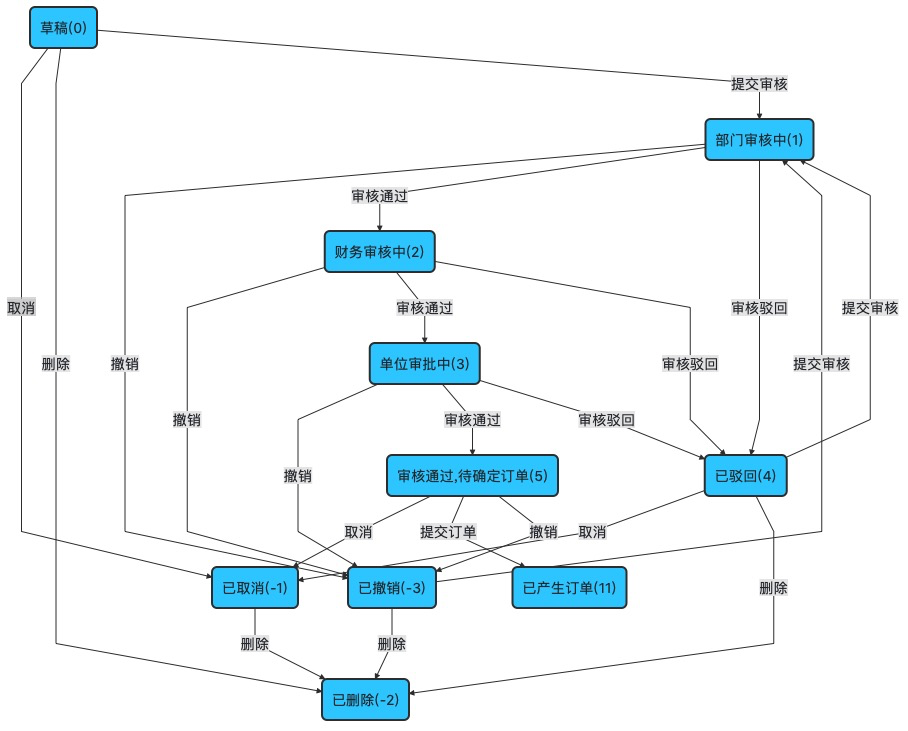 草稿(0)
提交审核
部门审核中(1)
审核通过
财务审核中(2)
取消
审核通过
审核驳回
提交审核
删除
撤销
单位审批中(3)
审核驳回
提交审核
撤销
审核通过
审核驳回
撤销
审核通过,待确定订单(5)
已驳回(4)
取消
提交订单
撤销
取消
已取消(-1)
已撤销(-3)
已产生订单(11)
删除
删除
删除
已删除(-2)